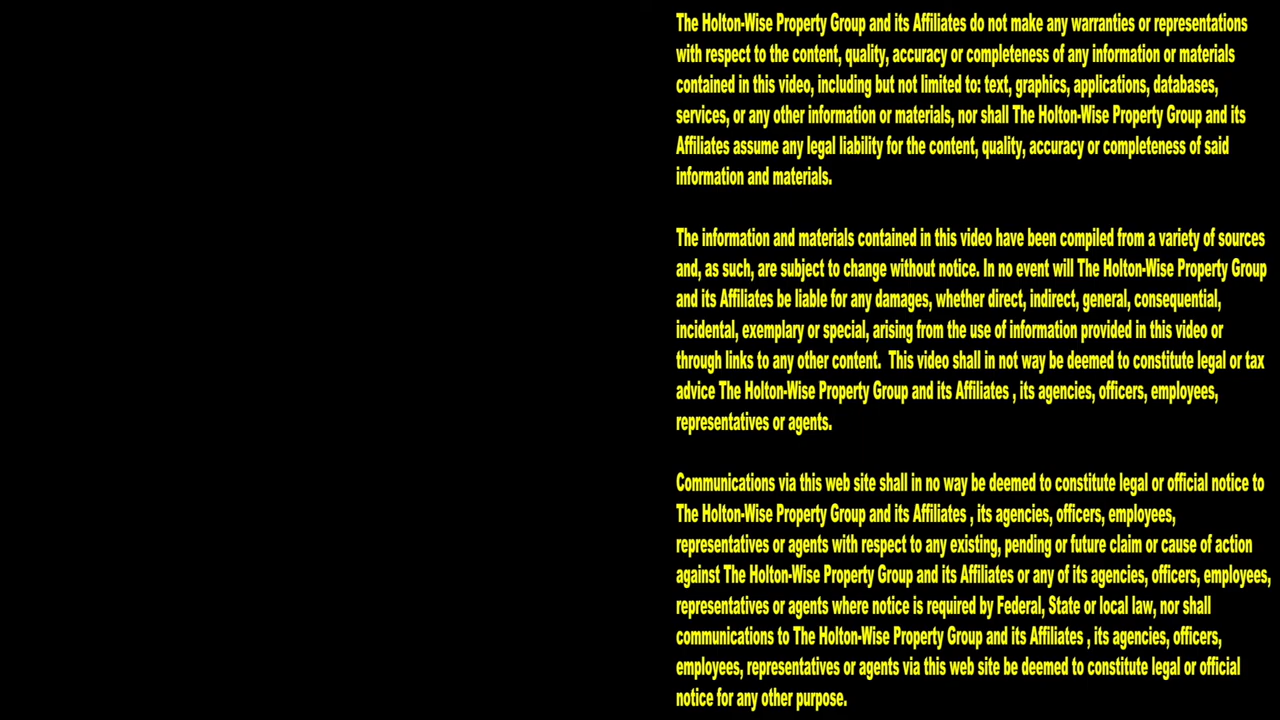 The Holton-Wise Property Group and its Affiliates do not make any warranties or representations
with respect to the content, quality, accuracy or completeness of any information or materials
contained in this video, including but not limited to: text, graphics, applications, databases,
services, or any other information or materials, nor shall The Holton-Wise Property Group and its
Affiliates assume any legal liability for the content, quality, accuracy or completeness of said
information and materials.
The information and materials contained in this video have been compiled from a variety of sources
and, as such, are subject to change without notice. In no event will The Holton-Wise Property Group
and its Affiliates be liable for any damages, whether direct, indirect, general, consequential,
incidental, exemplary or special, arising from the use of information provided in this video or
through links to any other content.  This video shall in not way be deemed to constitute legal or tax
advice The Holton-Wise Property Group and its Affiliates , its agencies, officers, employees,
representatives or agents.
Communications via this web site shall in no way be deemed to constitute legal or official notice to
The Holton-Wise Property Group and its Affiliates , its agencies, officers, employees,
representatives or agents with respect to any existing, pending or future claim or cause of action
against The Holton-Wise Property Group and its Affiliates or any of its agencies, officers, employees,
representatives or agents where notice is required by Federal, State or local law, nor shall
communications to The Holton-Wise Property Group and its Affiliates , its agencies, officers,
employees, representatives or agents via this web site be deemed to constitute legal or official
notice for any other purpose.